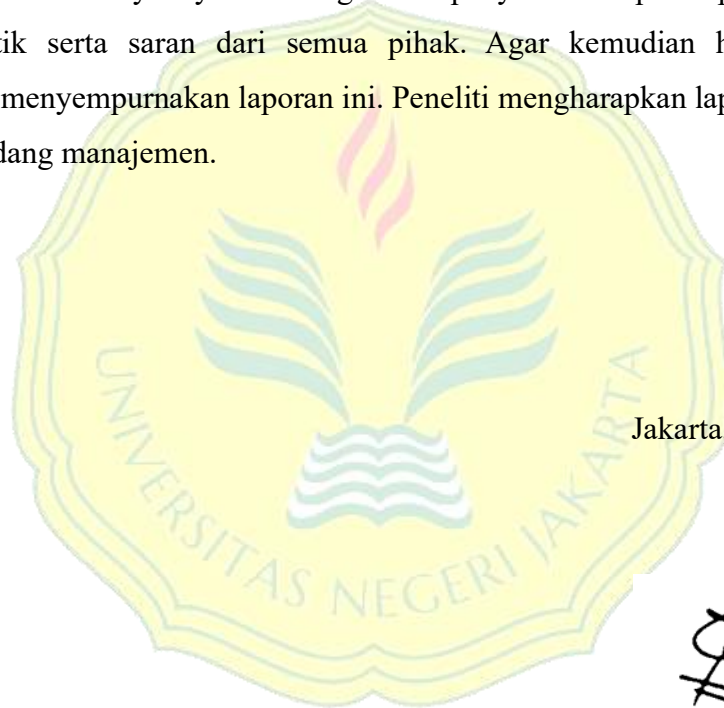 tik serta saran dari semua pihak. Agar kemudian
menyempurnakan laporan ini. Peneliti mengharapkan
dang manajemen.
Jakarta
UNIVERSITAS NEGERI JAKARTA